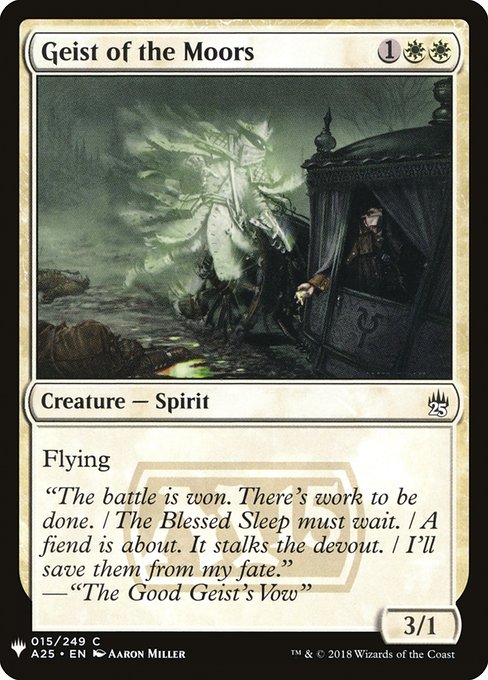 Geist of the Moors 1
Creature — Spirit
25
Flying
“The battle is won. There’s work to be
done. / The Blessed Sleep must wait. / A
fiend is about. It stalks the devout. / I’ll
save them from my fate.”
—“The Good Geist’s Vow”
3/1
015/249 C
A25 • EN Aaron Miller
™ & © 2018 Wizards of the Coast